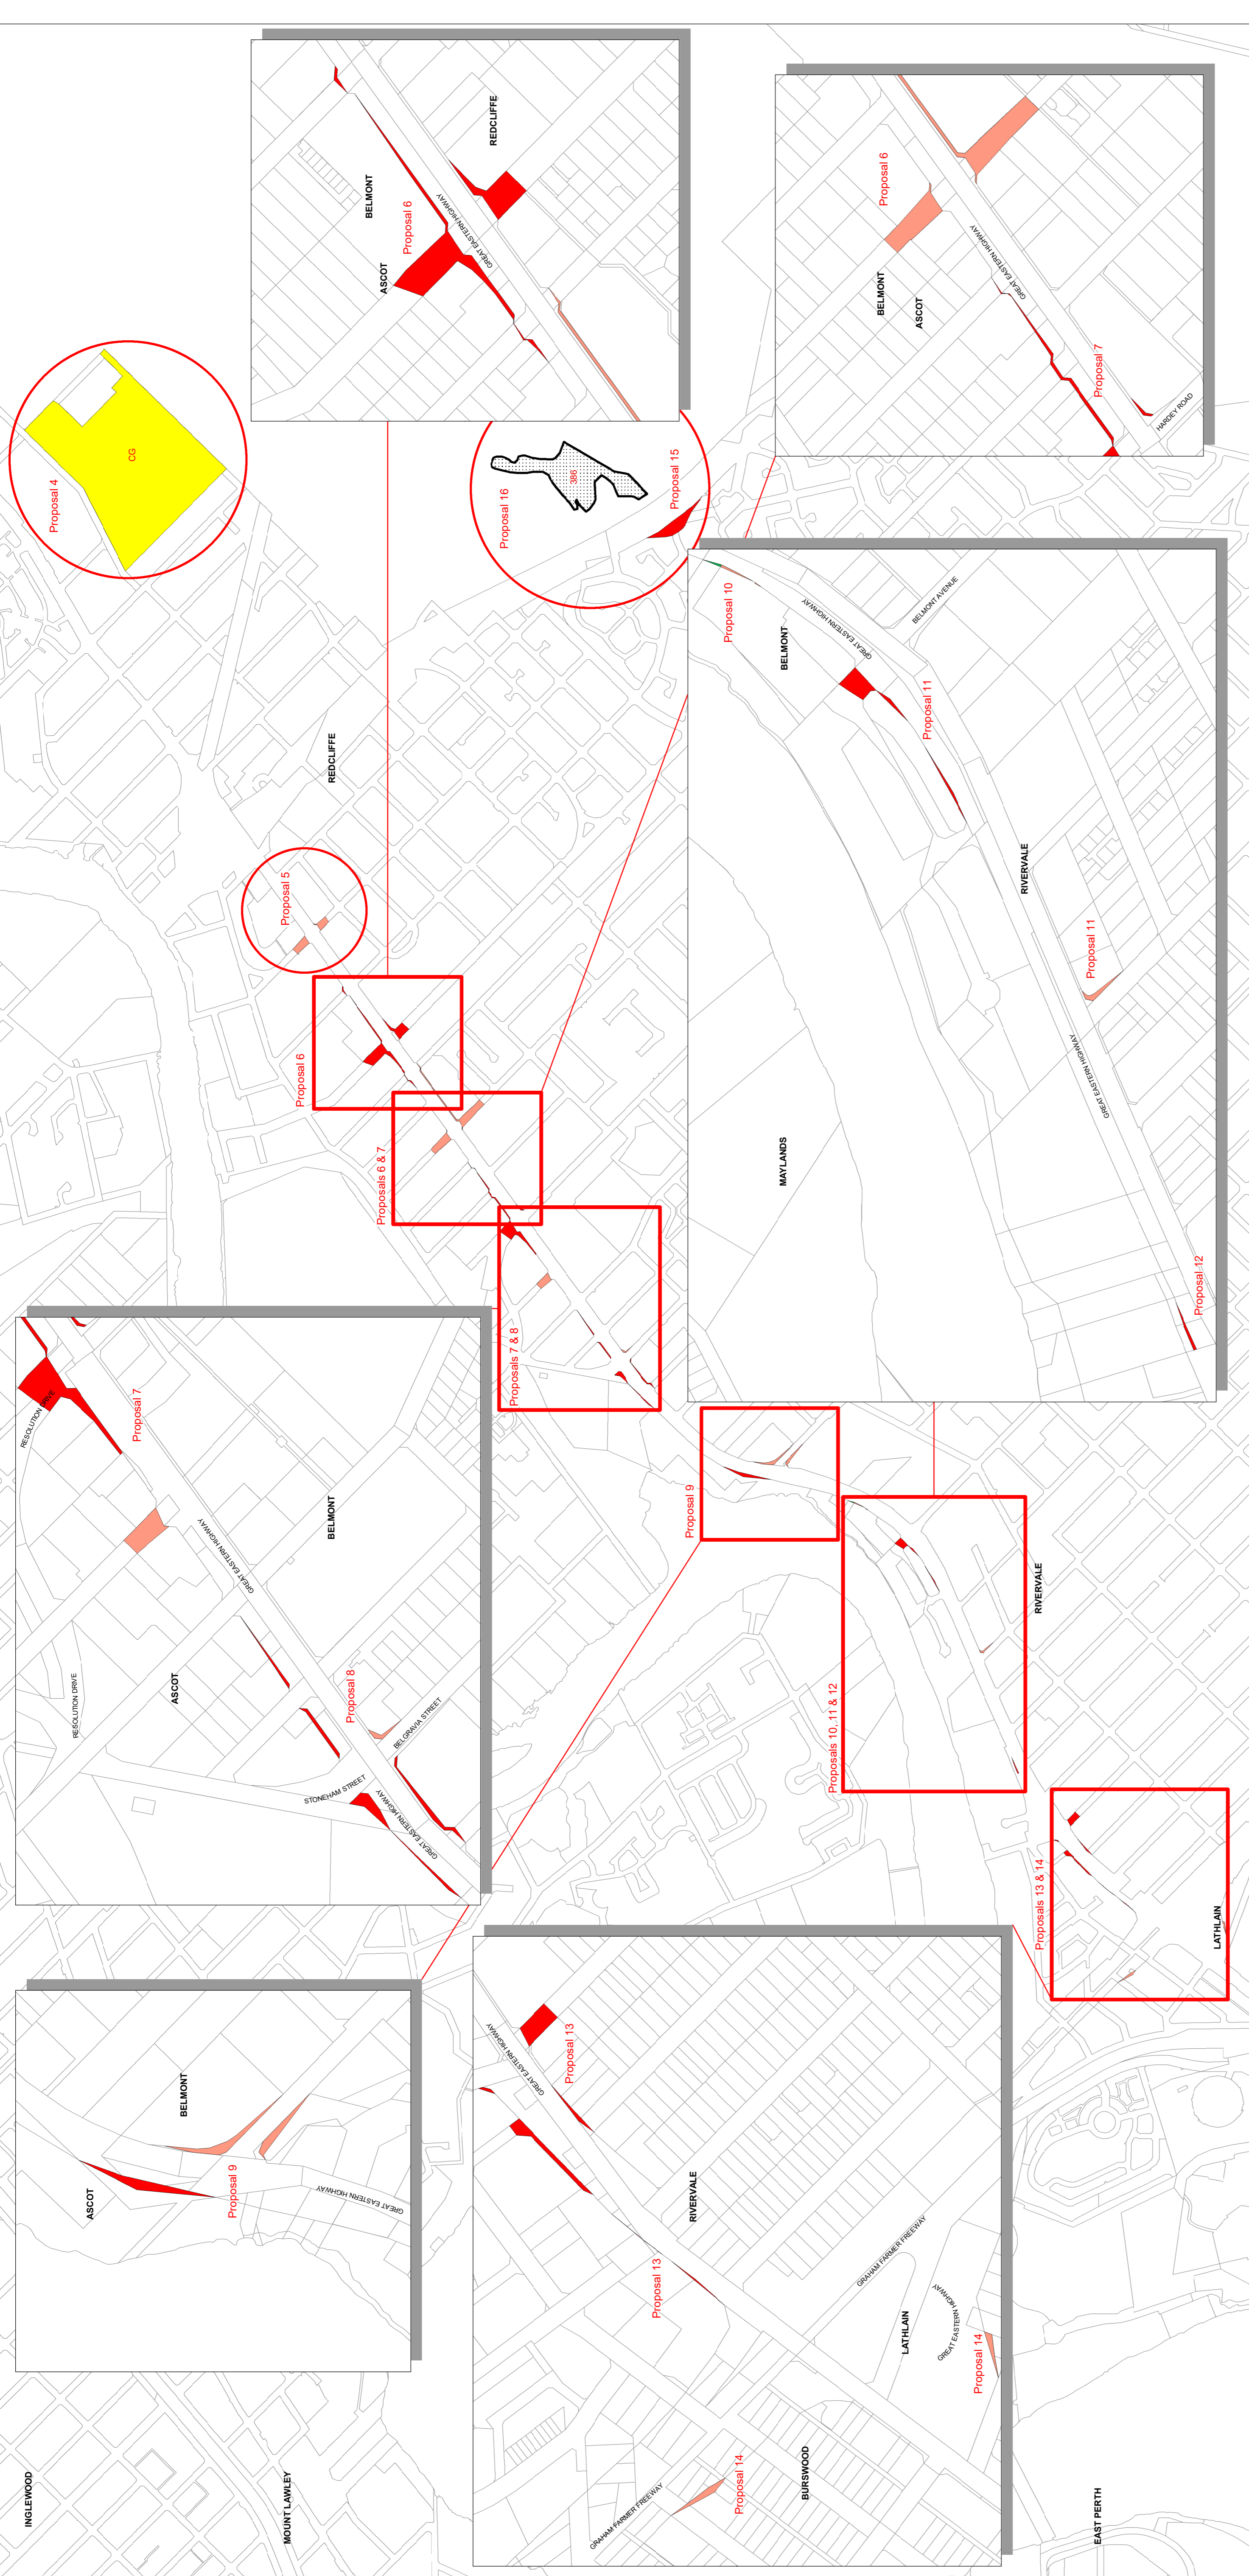 INGLEWOOD
MOUNT LAWLEY
EAST PERTH
ASCOT
BELMONT
Proposal 9
GREAT EASTERN HIGHWAY
GREAT EASTERN HIGHWAY
Proposal 13
Proposal 13
RIVERVALE
GRAHAM FARMER FREEWAY
LATHLAIN
GREAT EASTERN HIGHWAY
Proposal 14
GRAHAM FARMER FREEWAY
Proposal 14
BURSWOOD
RESOLUTION DRIVE
Proposal 7
GREAT EASTERN HIGHWAY
BELMONT
RESOLUTION DRIVE
ASCOT
Proposal 8
BELGRAVIA STREET
STONEHAM STREET
GREAT EASTERN HIGHWAY
Proposals 7 & 8
Proposal 9
Proposals 10, 11 & 12
RIVERVALE
Proposals 13 & 14
LATHLAIN
Proposal 4
CG
REDCLIFFE
Proposal 5
Proposal 6
Proposals 6 & 7
Proposal 10
BELMONT
GREAT EASTERN HIGHWAY
BELMONT AVENUE
Proposal 11
RIVERVALE
Proposal 11
GREAT EASTERN HIGHWAY
MAYLANDS
Proposal 12
Proposal 16
386
Proposal 15
REDCLIFFE
BELMONT
Proposal 6
ASCOT
GREAT EASTERN HIGHWAY
Proposal 6
BELMONT
ASCOT
GREAT EASTERN HIGHWAY
Proposal 7
HARDEY ROAD